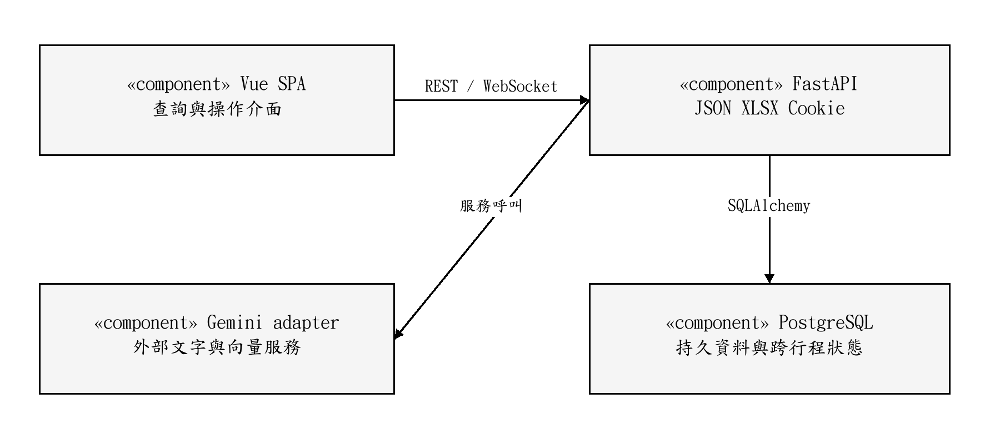 «component» Vue SPA
查詢與操作介面
REST / WebSocket
«component» FastAPI
JSON XLSX Cookie
服務呼叫
SQLAlchemy
«component» Gemini adapter
外部文字與向量服務
«component» PostgreSQL
持久資料與跨行程狀態